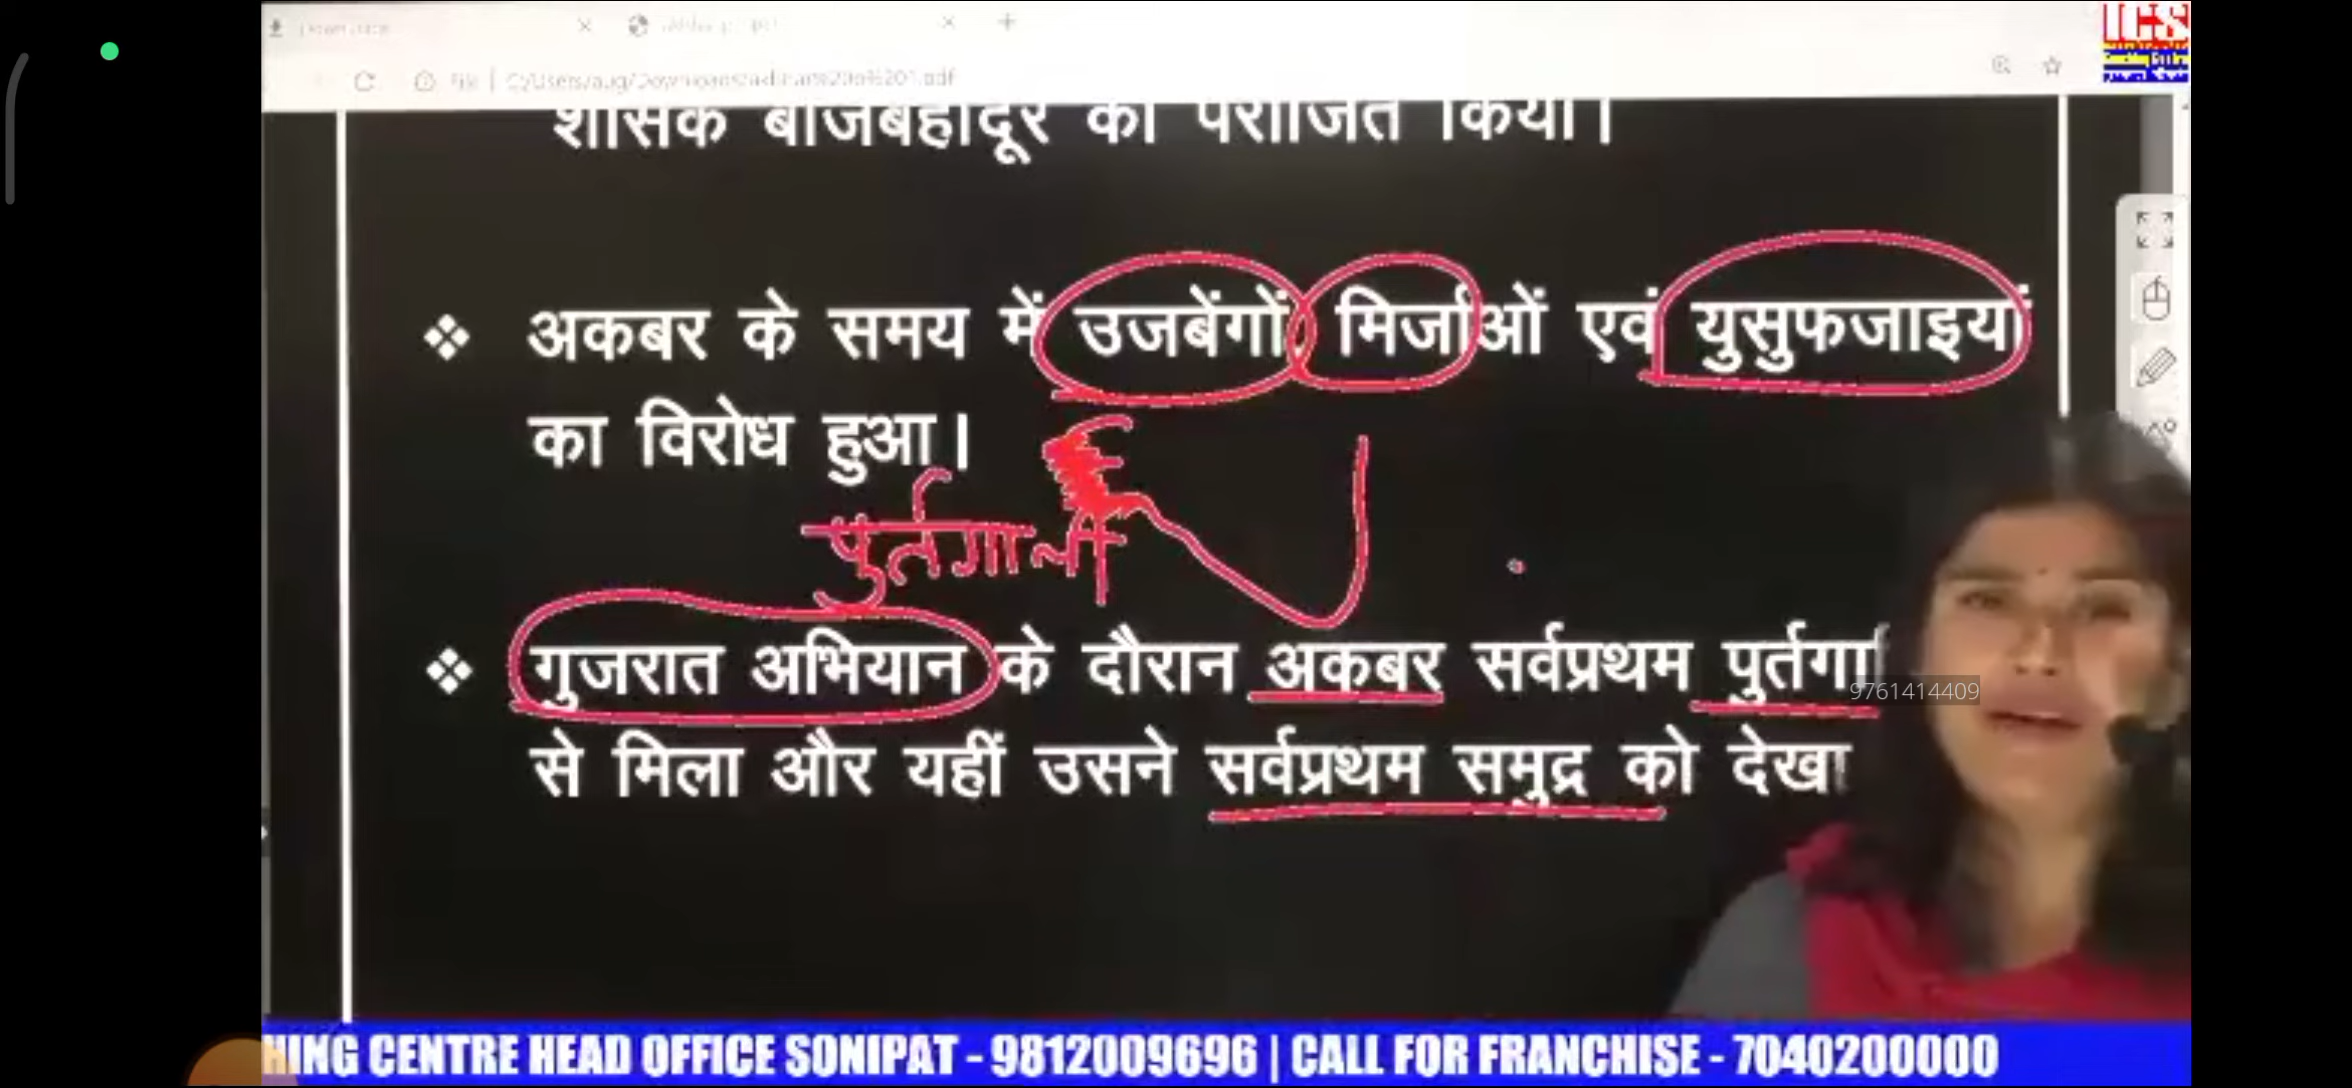 File
शासक बाजबहादूर को पराजित किया।
❖ अकबर के समय में उजबेंगों मिर्जाओं एवं युसुफजाइयां
का विरोध हुआ।
पुर्तगाली
❖ गुजरात अभियान के दौरान अकबर सर्वप्रथम
9761414409
से मिला और यहीं उसने सर्वप्रथम समुद्र को देखा
HING CENTRE HEAD OFFICE SONIPAT - 9812009696 | CALL FOR FRANCHISE - 7040200000